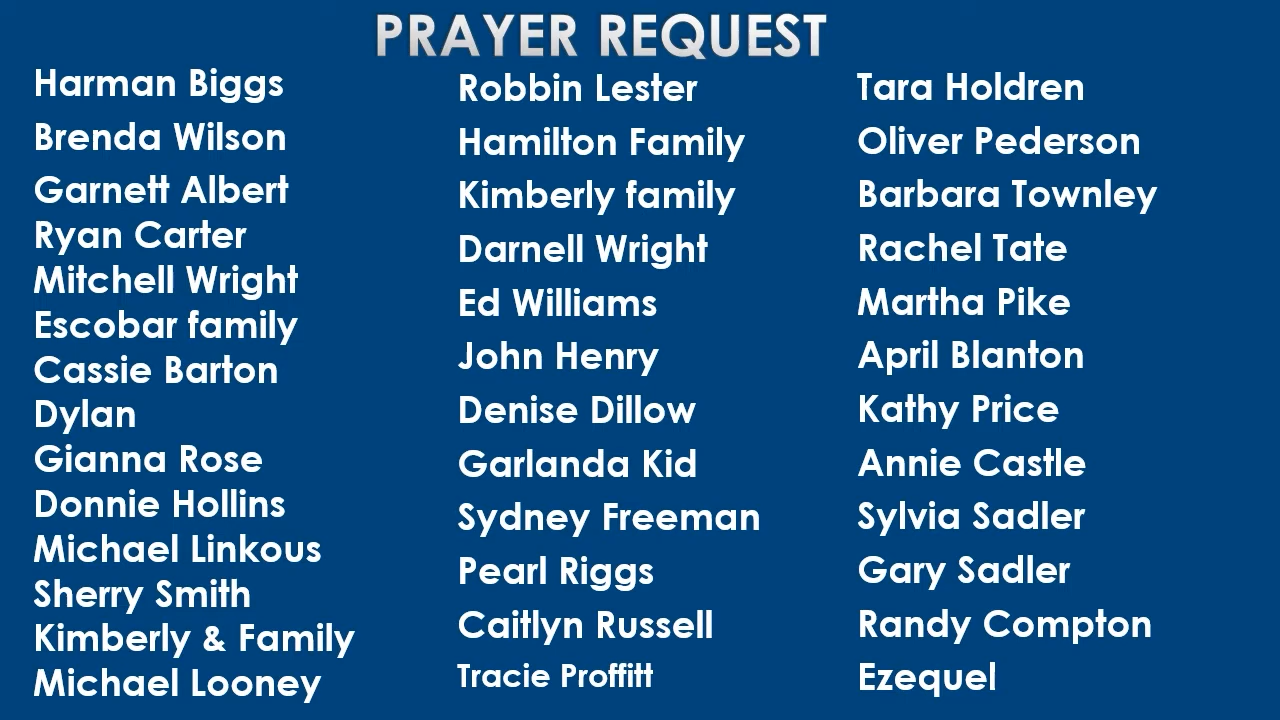 PRAYER REQUEST
Harman Biggs
Brenda Wilson
Garnett Albert
Ryan Carter
Mitchell Wright
Escobar family
Cassie Barton
Dylan
Gianna Rose
Donnie Hollins
Michael Linkous
Sherry Smith
Kimberly & Family
Michael Looney
Robbin Lester
Hamilton Family
Kimberly family
Darnell Wright
Ed Williams
John Henry
Denise Dillow
Garlanda Kid
Sydney Freeman
Pearl Riggs
Caitlyn Russell
Tracie Proffitt
Tara Holdren
Oliver Pederson
Barbara Townley
Rachel Tate
Martha Pike
April Blanton
Kathy Price
Annie Castle
Sylvia Sadler
Gary Sadler
Randy Compton
Ezequel